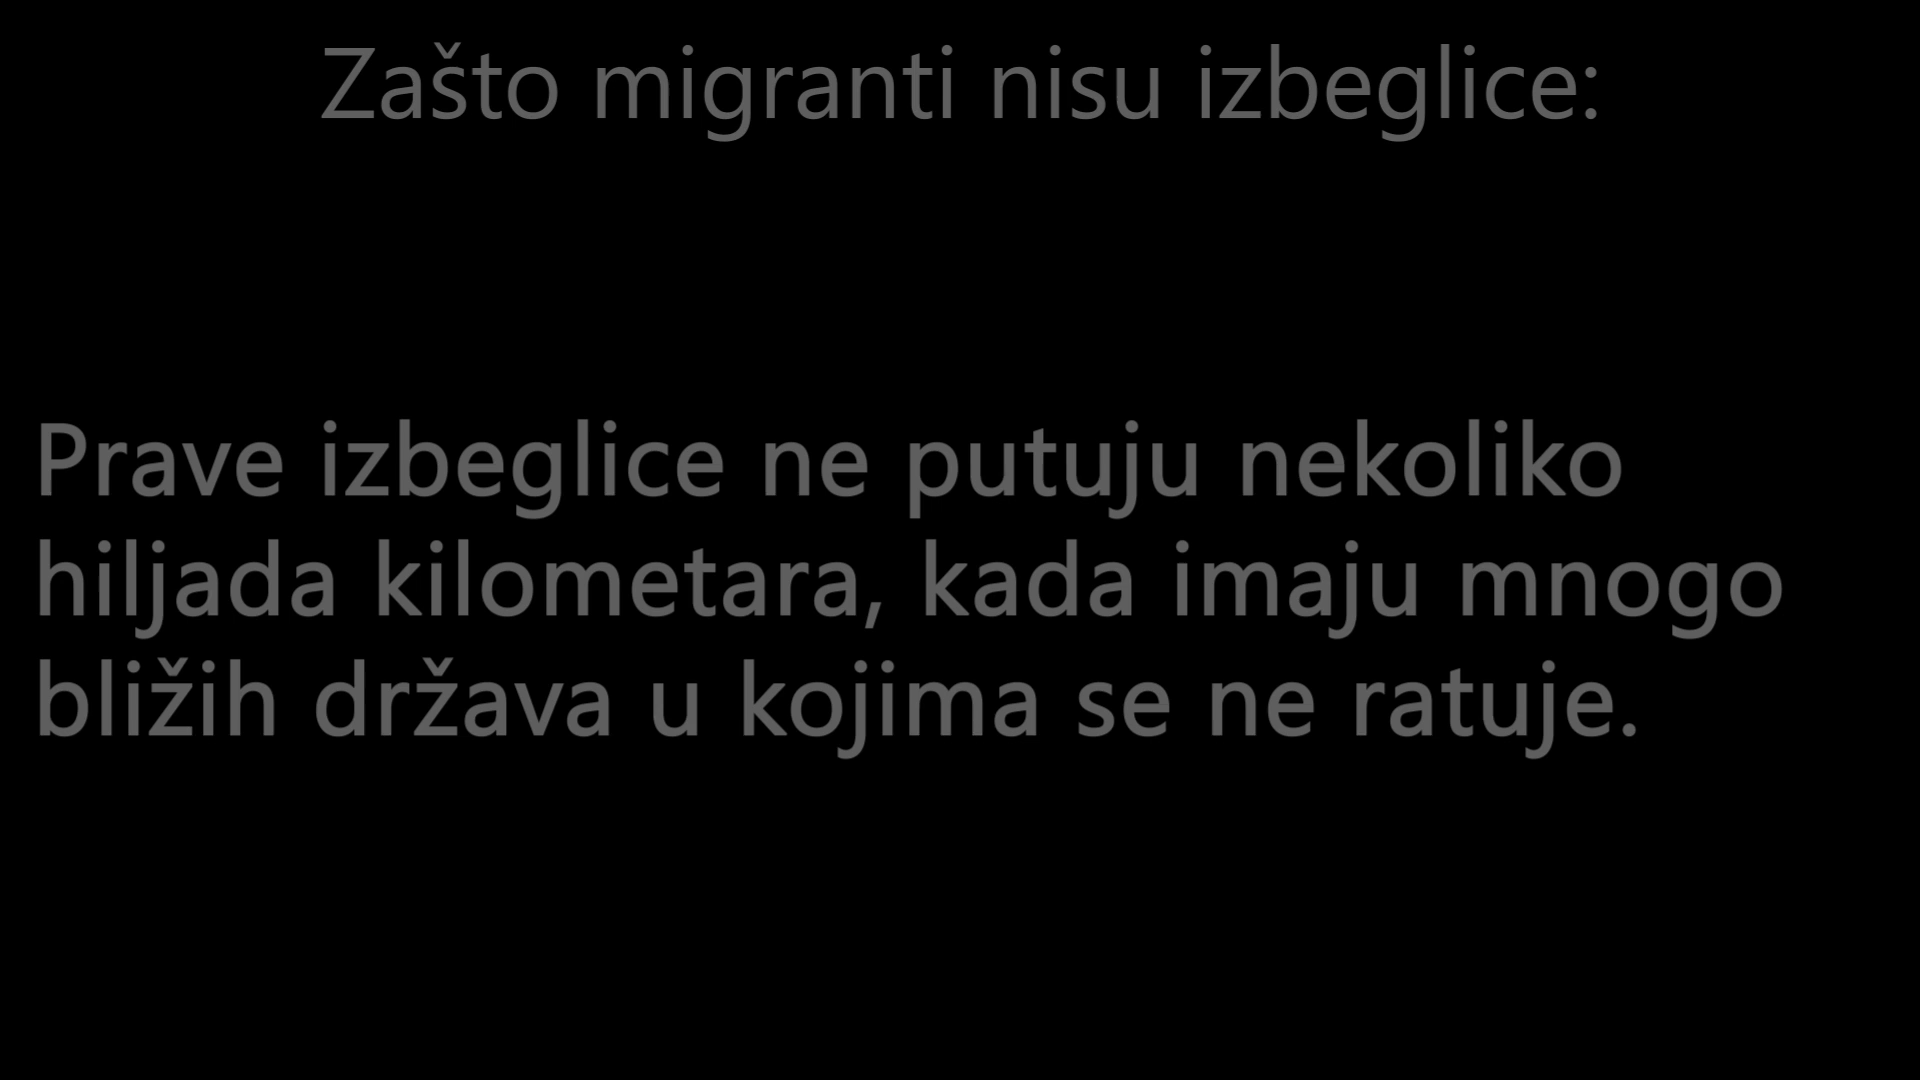 Zašto migranti nisu izbeglice:
Prave izbeglice ne putuju nekoliko
hiljada kilometara, kada imaju mnogo
bližih država u kojima se ne ratuje.